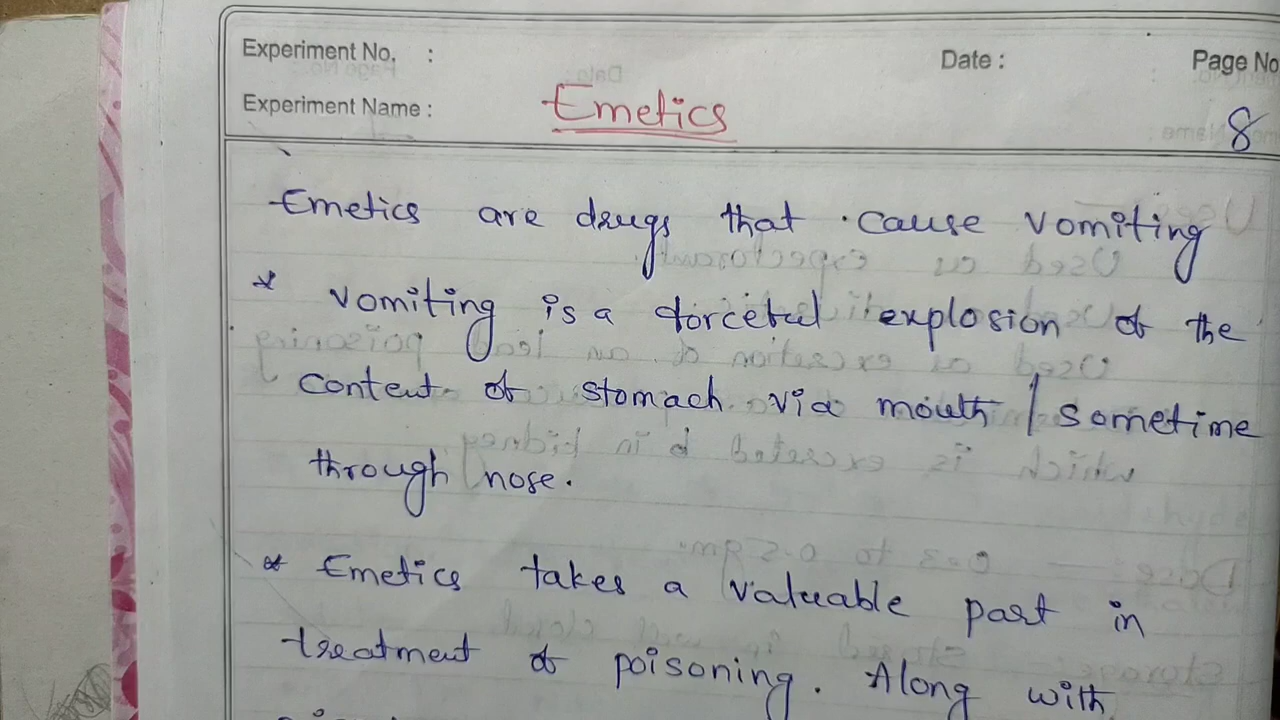 Experiment No. :
Date :
Page No
Experiment Name :
Emetics
8
Emetics are drugs that cause vomiting
* vomiting is a forceful explosion of the
content of stomach via mouth / sometime
through nose.
* Emetics takes a valuable part in
treatment of poisoning. Along with